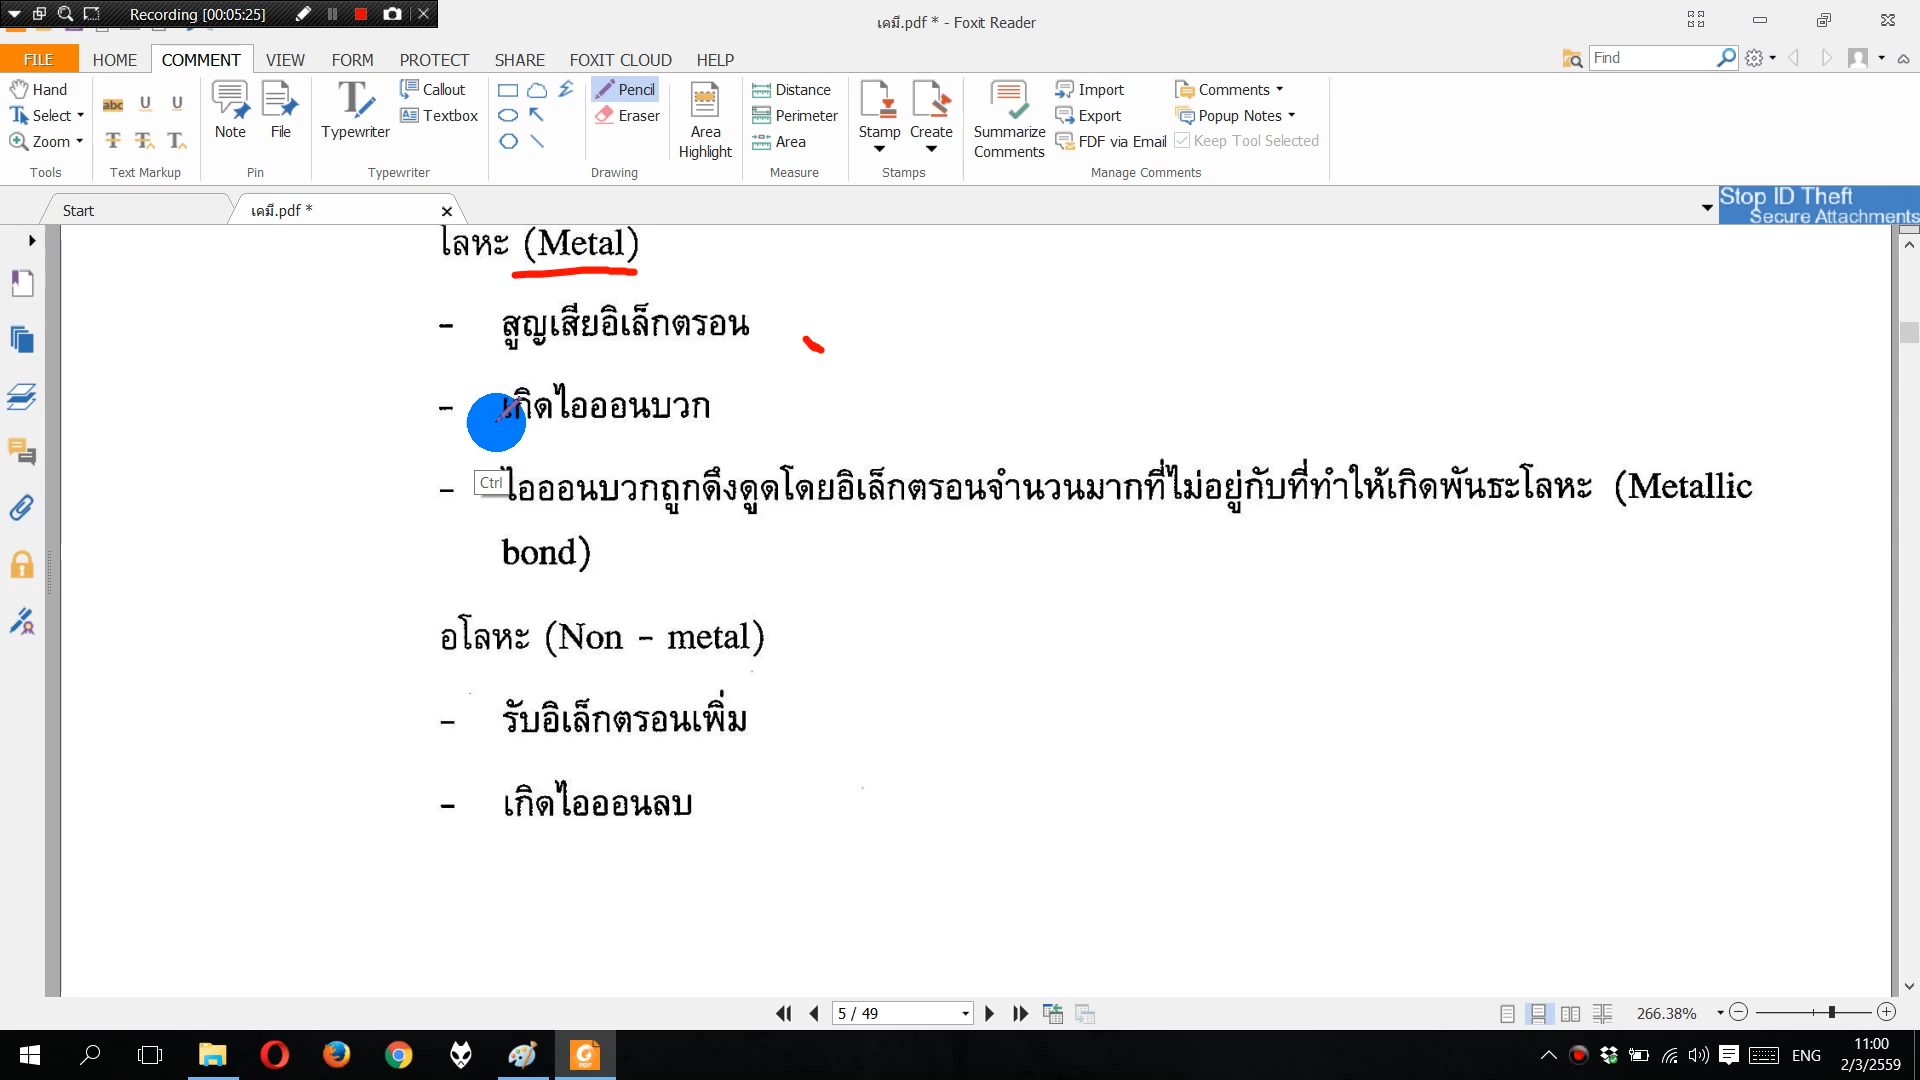 Recording [00:05:25]
เคมี.pdf * - Foxit Reader
FILE HOME COMMENT VIEW FORM PROTECT SHARE FOXIT CLOUD HELP
Find
Hand
Select
Zoom
Tools
abc U U
T T T
Text Markup
Note
File
Pin
Typewriter
Callout
Textbox
Typewriter
Pencil
Eraser
Drawing
Area
Highlight
Distance
Perimeter
Area
Measure
Stamp
Create
Stamps
Summarize
Comments
Import
Export
FDF via Email
Comments
Popup Notes
Keep Tool Selected
Manage Comments
Start
เคมี.pdf *
Stop ID Theft
Secure Attachments
โลหะ (Metal)
- สูญเสียอิเล็กตรอน
- เกิดไอออนบวก
Ctrl
- ไอออนบวกถูกดึงดูดโดยอิเล็กตรอนจำนวนมากที่ไม่อยู่กับที่ทำให้เกิดพันธะโลหะ (Metallic
bond)
อโลหะ (Non - metal)
- รับอิเล็กตรอนเพิ่ม
- เกิดไอออนลบ
5 / 49
266.38%
ENG
11:00
2/3/2559